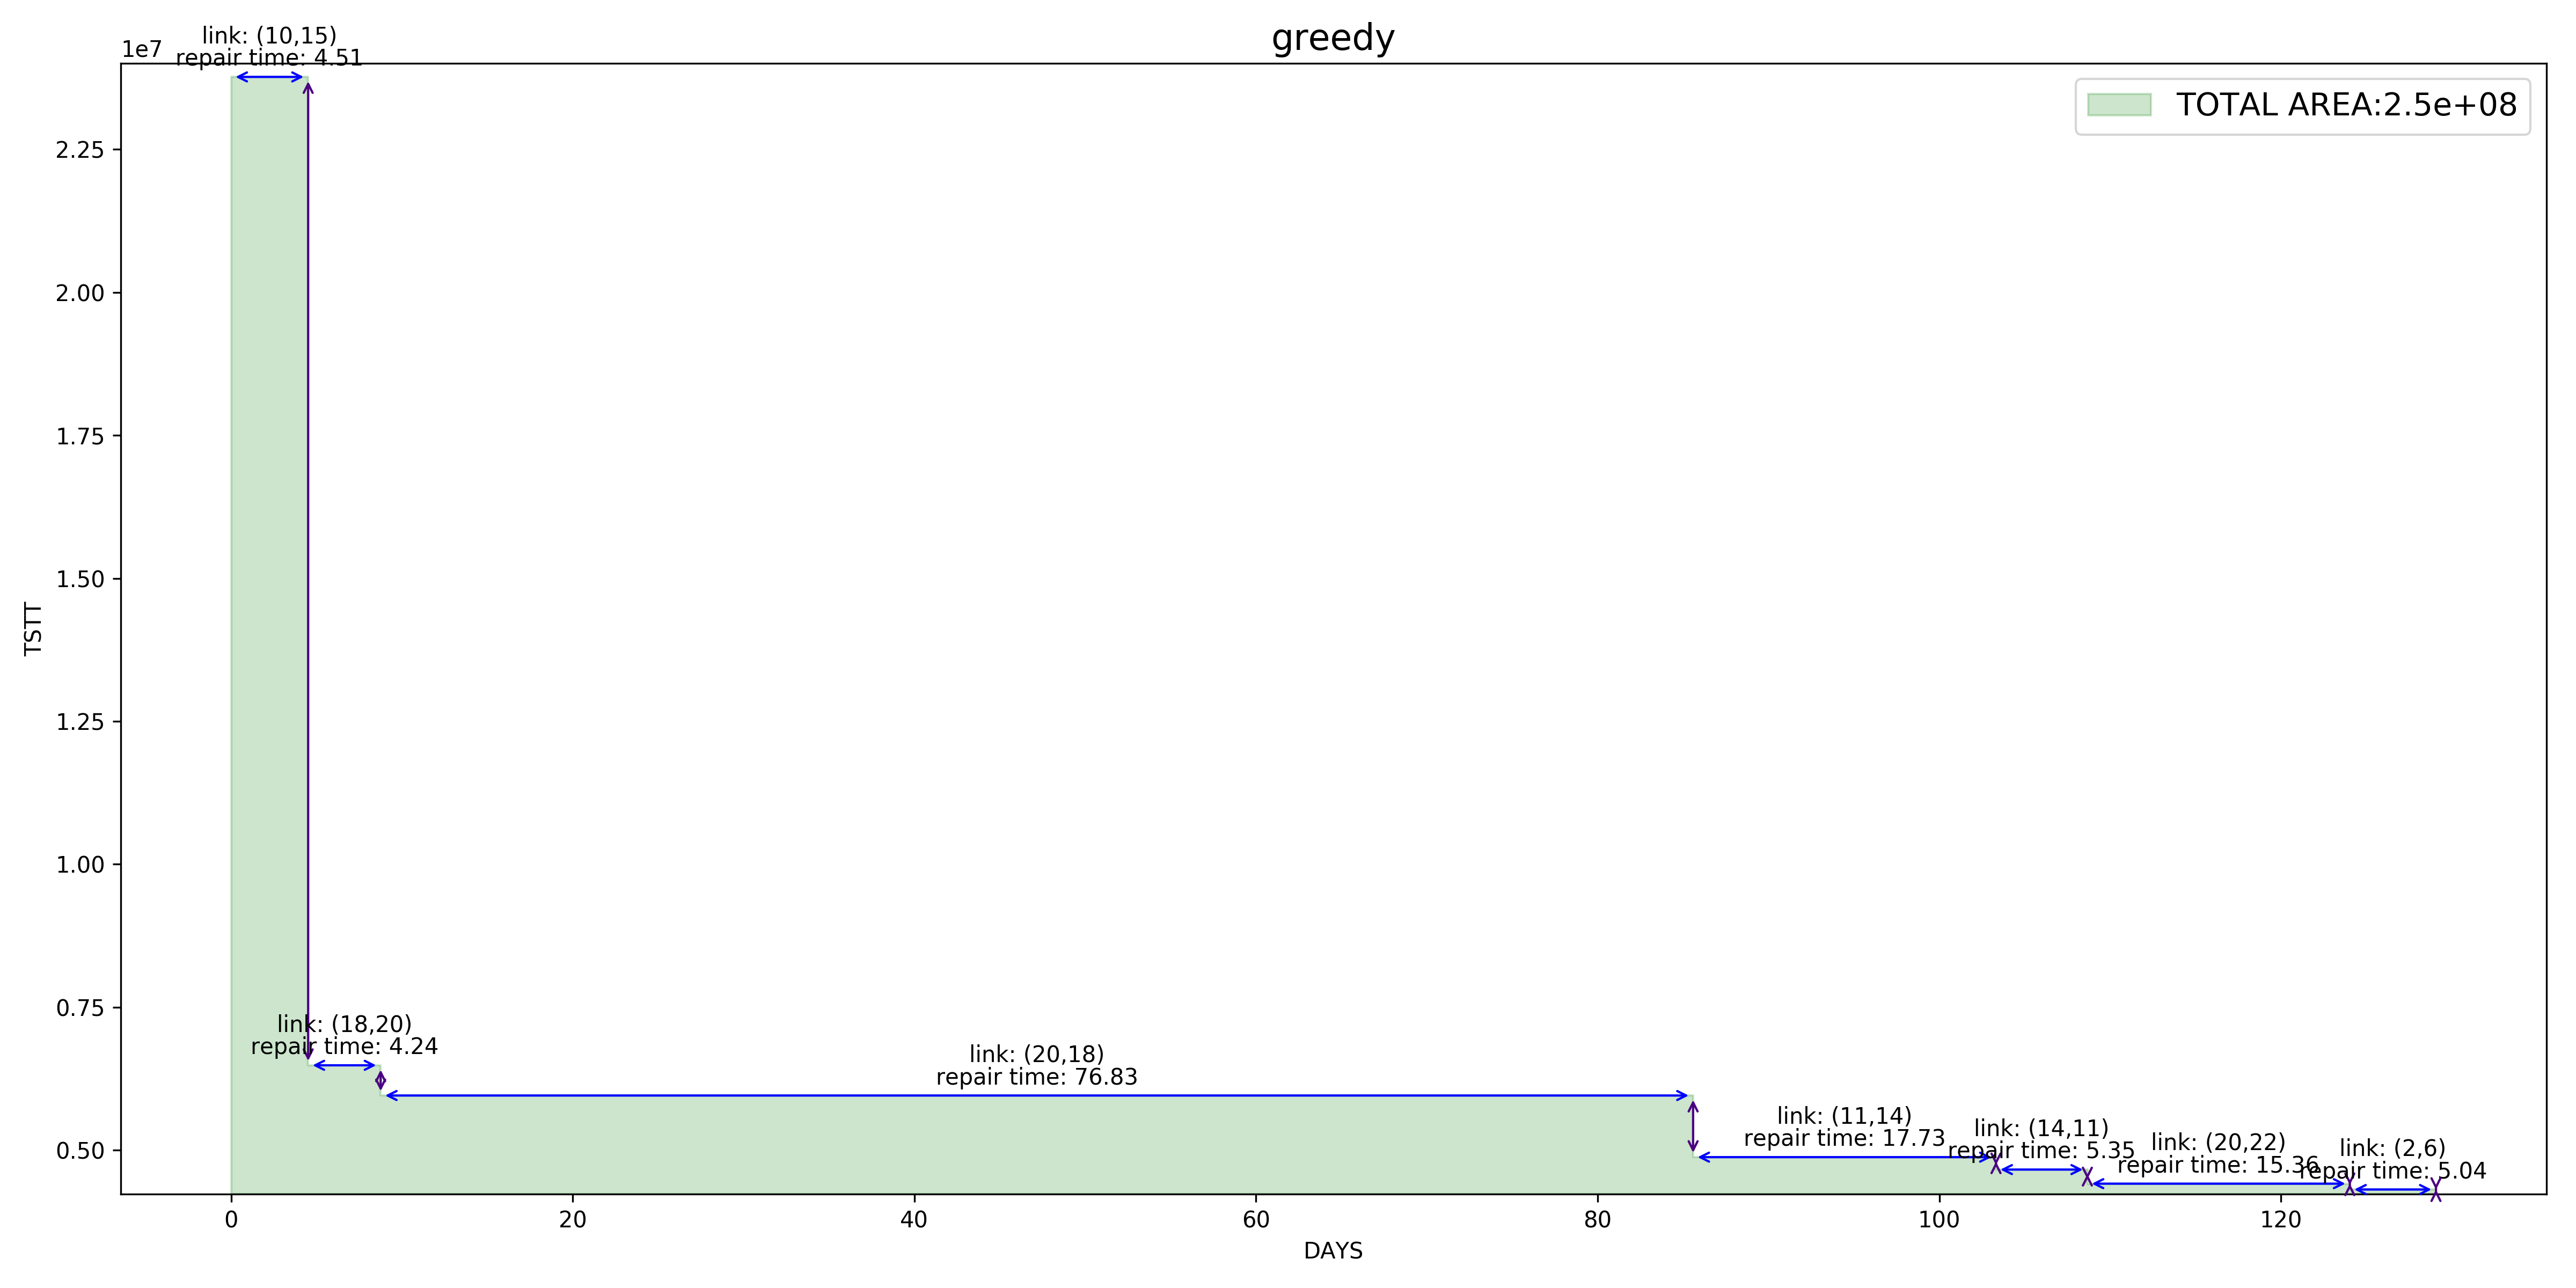 greedy
1e7
link: (10,15)
repair time: 4.51
TOTAL AREA:2.5e+08
2.25
2.00
1.75
1.50
1.25
1.00
0.75
0.50
TSTT
link: (18,20)
repair time: 4.24
link: (20,18)
repair time: 76.83
link: (11,14)
repair time: 17.73
link: (14,11)
repair time: 5.35
link: (20,22)
repair time: 15.36
link: (2,6)
repair time: 5.04
0
20
40
60
80
100
120
DAYS